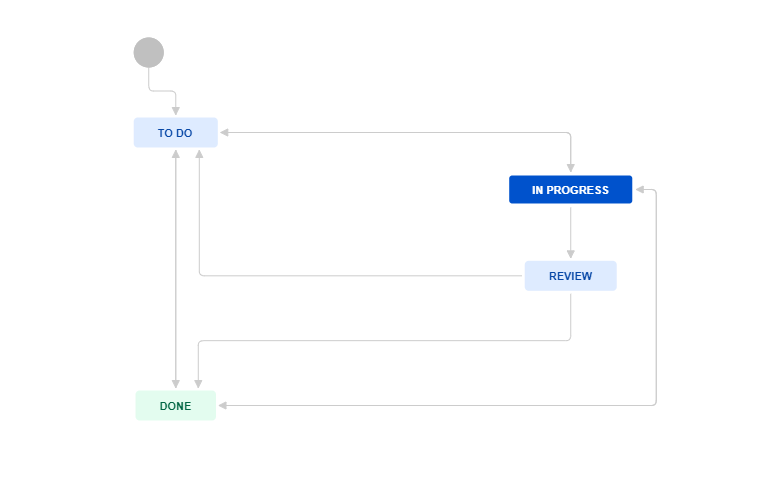 TO DO
IN PROGRESS
REVIEW
DONE